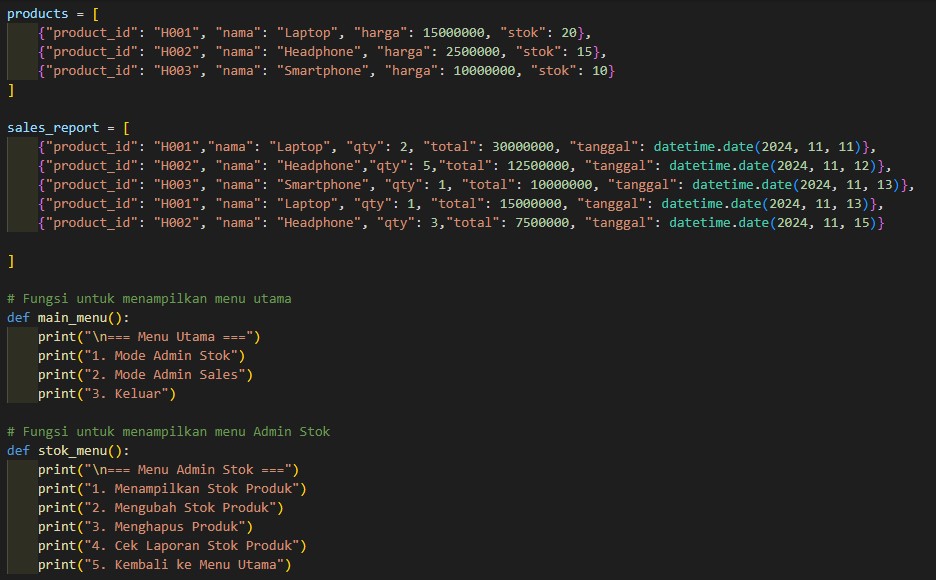 products = [
    {"product_id": "H001", "nama": "Laptop", "harga": 15000000, "stok": 20},
    {"product_id": "H002", "nama": "Headphone", "harga": 2500000, "stok": 15},
    {"product_id": "H003", "nama": "Smartphone", "harga": 10000000, "stok": 10}
]
sales_report = [
    {"product_id": "H001","nama": "Laptop", "qty": 2, "total": 30000000, "tanggal": datetime.date(2024, 11, 11)},
    {"product_id": "H002", "nama": "Headphone","qty": 5,"total": 12500000, "tanggal": datetime.date(2024, 11, 12)},
    {"product_id": "H003", "nama": "Smartphone", "qty": 1, "total": 10000000, "tanggal": datetime.date(2024, 11, 13)},
    {"product_id": "H001", "nama": "Laptop", "qty": 1, "total": 15000000, "tanggal": datetime.date(2024, 11, 13)},
    {"product_id": "H002", "nama": "Headphone", "qty": 3,"total": 7500000, "tanggal": datetime.date(2024, 11, 15)}
]
# Fungsi untuk menampilkan menu utama
def main_menu():
    print("\n=== Menu Utama ===")
    print("1. Mode Admin Stok")
    print("2. Mode Admin Sales")
    print("3. Keluar")
# Fungsi untuk menampilkan menu Admin Stok
def stok_menu():
    print("\n=== Menu Admin Stok ===")
    print("1. Menampilkan Stok Produk")
    print("2. Mengubah Stok Produk")
    print("3. Menghapus Produk")
    print("4. Cek Laporan Stok Produk")
    print("5. Kembali ke Menu Utama")